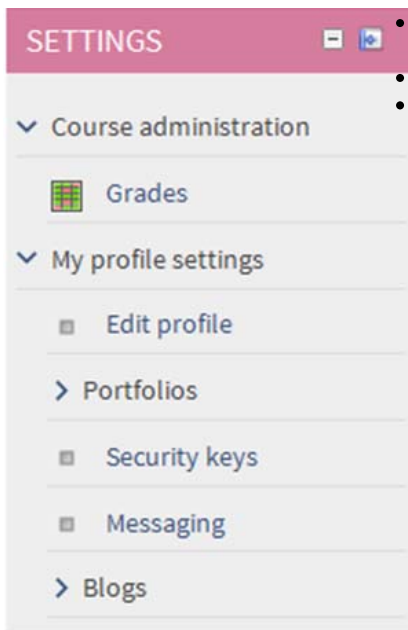 SETTINGS
Course administration
Grades
My profile settings
Edit profile
Portfolios
Security keys
Messaging
Blogs